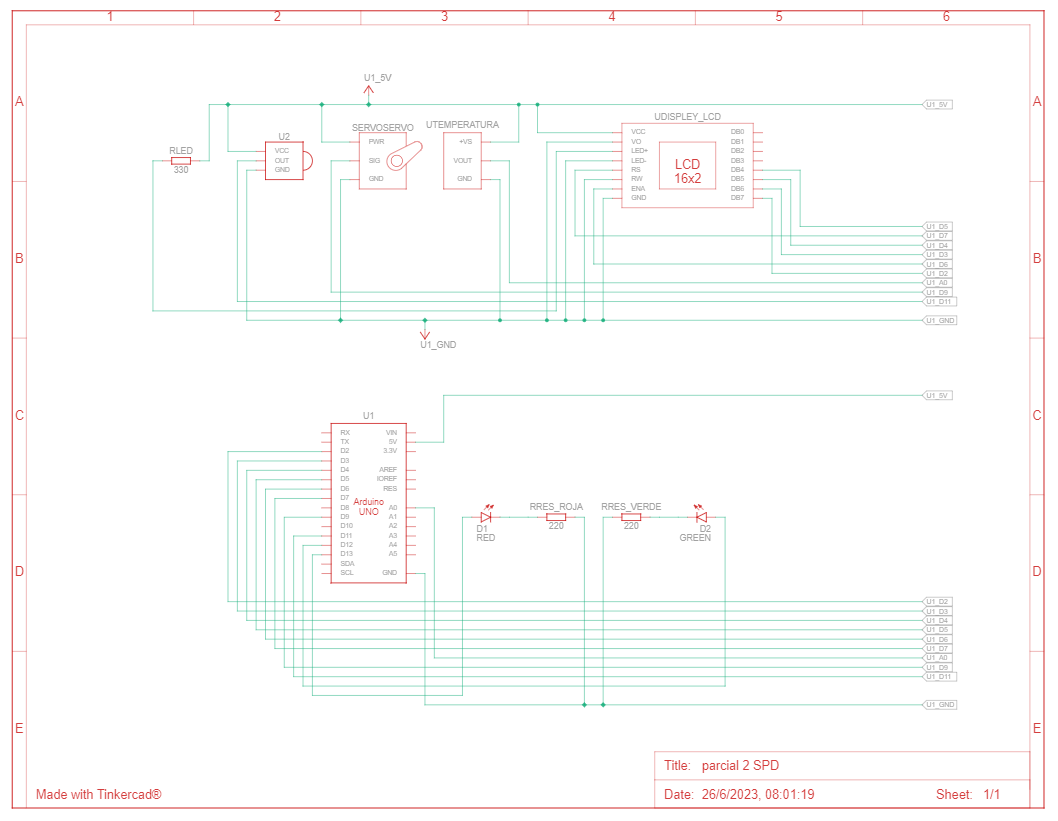 1 2 3 4 5 6
A A
B B
C C
D D
E E
U1_5V
U1_5V
RLED
330
U2
VCC
OUT
GND
SERVOSERVO
PWR
SIG
GND
UTEMPERATURA
+VS
VOUT
GND
UDISPLEY_LCD
VCC
VO
LED+
LED-
RS
RW
ENA
GND
LCD
16x2
DB0
DB1
DB2
DB3
DB4
DB5
DB6
DB7
U1_D5
U1_D7
U1_D4
U1_D3
U1_D6
U1_D2
U1_A0
U1_D9
U1_D11
U1_GND
U1_GND
U1_5V
U1
RX
TX
D2
D3
D4
D5
D6
D7
D8
D9
D10
D11
D12
D13
SDA
SCL
Arduino
UNO
VIN
5V
3.3V
AREF
IOREF
RES
A0
A1
A2
A3
A4
A5
GND
D1
RED
RRES_ROJA
220
RRES_VERDE
220
D2
GREEN
U1_D2
U1_D3
U1_D4
U1_D5
U1_D6
U1_D7
U1_A0
U1_D9
U1_D11
U1_GND
Title: parcial 2 SPD
Made with Tinkercad®
Date: 26/6/2023, 08:01:19 Sheet: 1/1